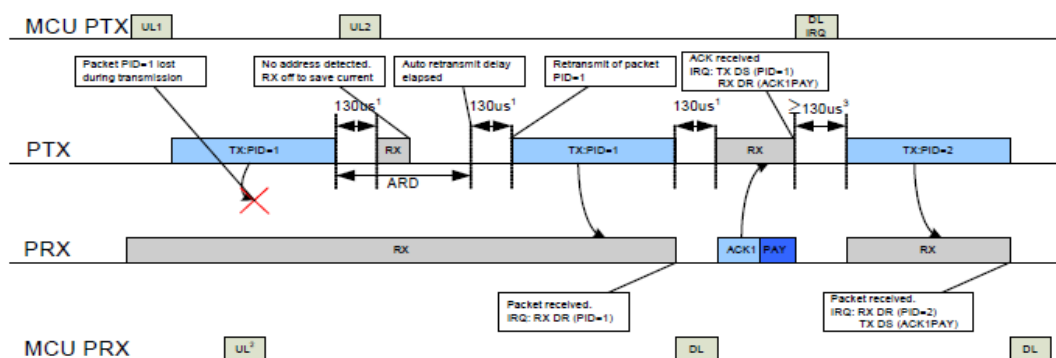 MCU PTX
UL1
UL2
DL
IRQ
Packet PID=1 lost
during transmission
No address detected.
RX off to save current
Auto retransmit delay
elapsed
Retransmit of packet
PID=1
ACK received
IRQ: TX DS (PID=1)
RX DR (ACK1PAY)
130us¹
130us¹
130us¹
≥130us³
PTX
TX:PID=1
RX
TX:PID=1
RX
TX:PID=2
ARD
PRX
RX
ACK1
PAY
RX
Packet received.
IRQ: RX DR (PID=1)
Packet received.
IRQ: RX DR (PID=2)
TX DS (ACK1PAY)
MCU PRX
UL²
DL
DL